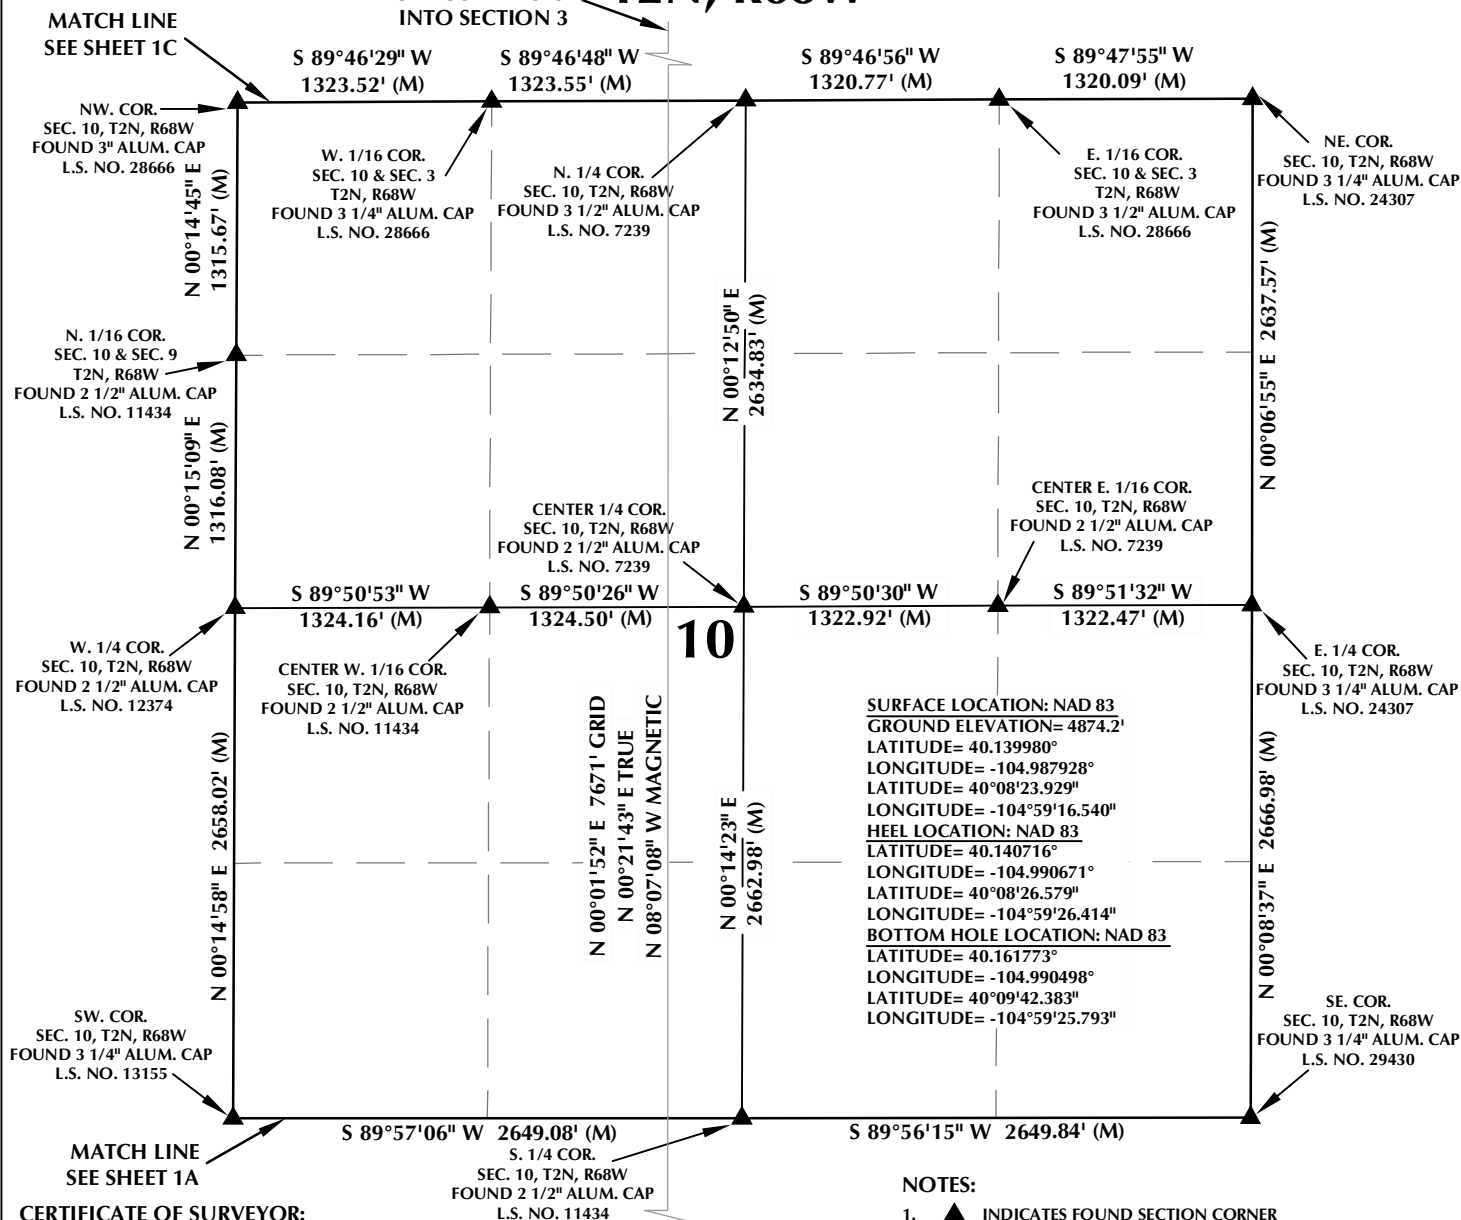 T2N, R68W
INTO SECTION 3
MATCH LINE
SEE SHEET 1C
S 89°46'29" W
1323.52' (M)
S 89°46'48" W
1323.55' (M)
S 89°46'56" W
1320.77' (M)
S 89°47'55" W
1320.09' (M)
NW. COR.
SEC. 10, T2N, R68W
FOUND 3" ALUM. CAP
L.S. NO. 28666
W. 1/16 COR.
SEC. 10 & SEC. 3
T2N, R68W
FOUND 3 1/4" ALUM. CAP
L.S. NO. 28666
N. 1/4 COR.
SEC. 10, T2N, R68W
FOUND 3 1/2" ALUM. CAP
L.S. NO. 7239
E. 1/16 COR.
SEC. 10 & SEC. 3
T2N, R68W
FOUND 3 1/2" ALUM. CAP
L.S. NO. 28666
NE. COR.
SEC. 10, T2N, R68W
FOUND 3 1/4" ALUM. CAP
L.S. NO. 24307
N 00°14'45" E
1315.67' (M)
N 00°12'50" E
2634.83' (M)
N 00°06'55" E 2637.57' (M)
N. 1/16 COR.
SEC. 10 & SEC. 9
T2N, R68W
FOUND 2 1/2" ALUM. CAP
L.S. NO. 11434
N 00°15'09" E
1316.08' (M)
CENTER 1/4 COR.
SEC. 10, T2N, R68W
FOUND 2 1/2" ALUM. CAP
L.S. NO. 7239
CENTER E. 1/16 COR.
SEC. 10, T2N, R68W
FOUND 2 1/2" ALUM. CAP
L.S. NO. 7239
S 89°50'53" W
1324.16' (M)
S 89°50'26" W
1324.50' (M)
S 89°50'30" W
1322.92' (M)
S 89°51'32" W
1322.47' (M)
10
W. 1/4 COR.
SEC. 10, T2N, R68W
FOUND 2 1/2" ALUM. CAP
L.S. NO. 12374
CENTER W. 1/16 COR.
SEC. 10, T2N, R68W
FOUND 2 1/2" ALUM. CAP
L.S. NO. 11434
E. 1/4 COR.
SEC. 10, T2N, R68W
FOUND 3 1/4" ALUM. CAP
L.S. NO. 24307
N 00°14'58" E 2658.02' (M)
N 00°01'52" E 7671' GRID
N 00°21'43" E TRUE
N 08°07'08" W MAGNETIC
N 00°14'23" E
2662.98' (M)
SURFACE LOCATION: NAD 83
GROUND ELEVATION= 4874.2'
LATITUDE= 40.139980°
LONGITUDE= -104.987928°
LATITUDE= 40°08'23.929"
LONGITUDE= -104°59'16.540"
HEEL LOCATION: NAD 83
LATITUDE= 40.140716°
LONGITUDE= -104.990671°
LATITUDE= 40°08'26.579"
LONGITUDE= -104°59'26.414"
BOTTOM HOLE LOCATION: NAD 83
LATITUDE= 40.161773°
LONGITUDE= -104.990498°
LATITUDE= 40°09'42.383"
LONGITUDE= -104°59'25.793"
N 00°08'37" E 2666.98' (M)
SW. COR.
SEC. 10, T2N, R68W
FOUND 3 1/4" ALUM. CAP
L.S. NO. 13155
SE. COR.
SEC. 10, T2N, R68W
FOUND 3 1/4" ALUM. CAP
L.S. NO. 29430
S 89°57'06" W 2649.08' (M)
S 89°56'15" W 2649.84' (M)
MATCH LINE
SEE SHEET 1A
S. 1/4 COR.
SEC. 10, T2N, R68W
FOUND 2 1/2" ALUM. CAP
L.S. NO. 11434
CERTIFICATE OF SURVEYOR:
NOTES:
1. ▲ INDICATES FOUND SECTION CORNER